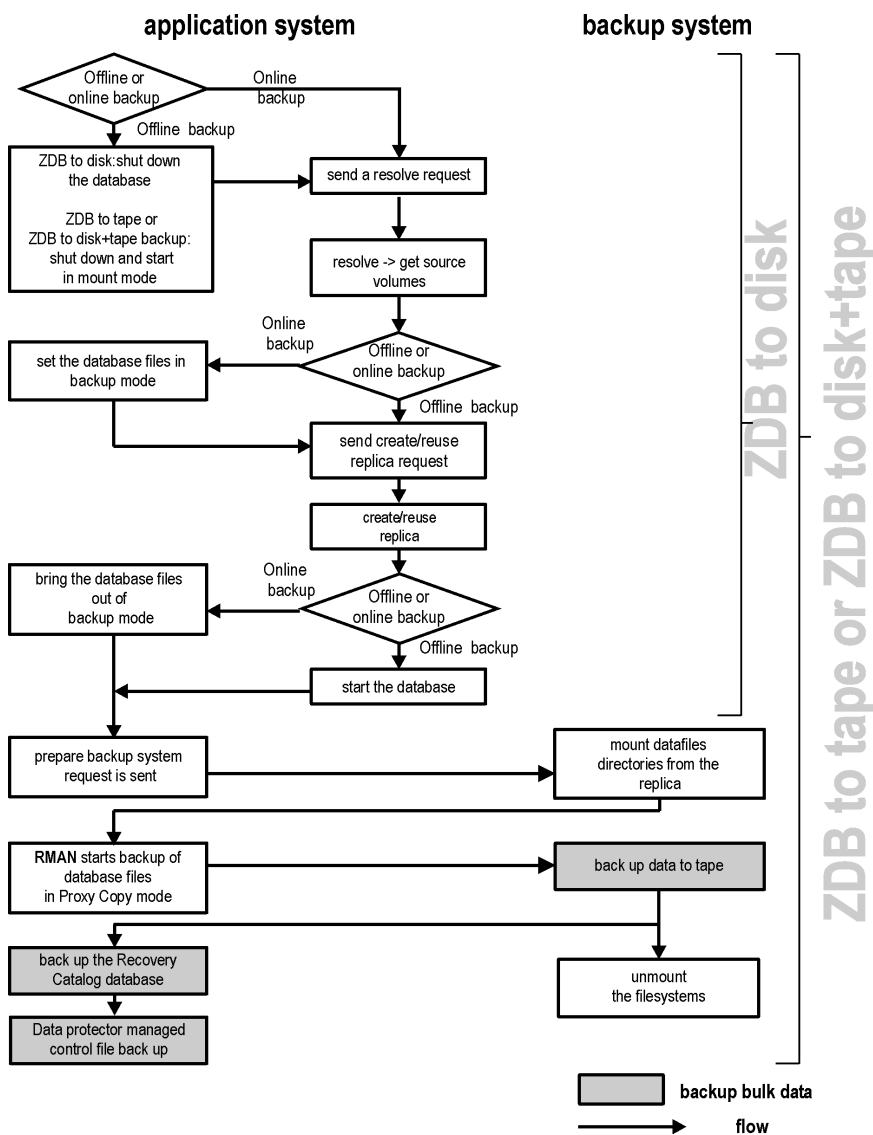 application system
backup system
Offline or
online backup
Online
backup
Offline backup
ZDB to disk:shut down
the database
ZDB to tape or
ZDB to disk+tape backup:
shut down and start
in mount mode
send a resolve request
resolve -> get source
volumes
Online
backup
Offline or
online backup
set the database files in
backup mode
Offline backup
send create/reuse
replica request
create/reuse
replica
Online
backup
bring the database files
out of
backup mode
Offline or
online backup
Offline backup
start the database
prepare backup system
request is sent
mount datafiles
directories from the
replica
RMAN starts backup of
database files
in Proxy Copy mode
back up data to tape
back up the Recovery
Catalog database
unmount
the filesystems
Data protector managed
control file back up
ZDB to disk
ZDB to tape or ZDB to disk+tape
backup bulk data
flow